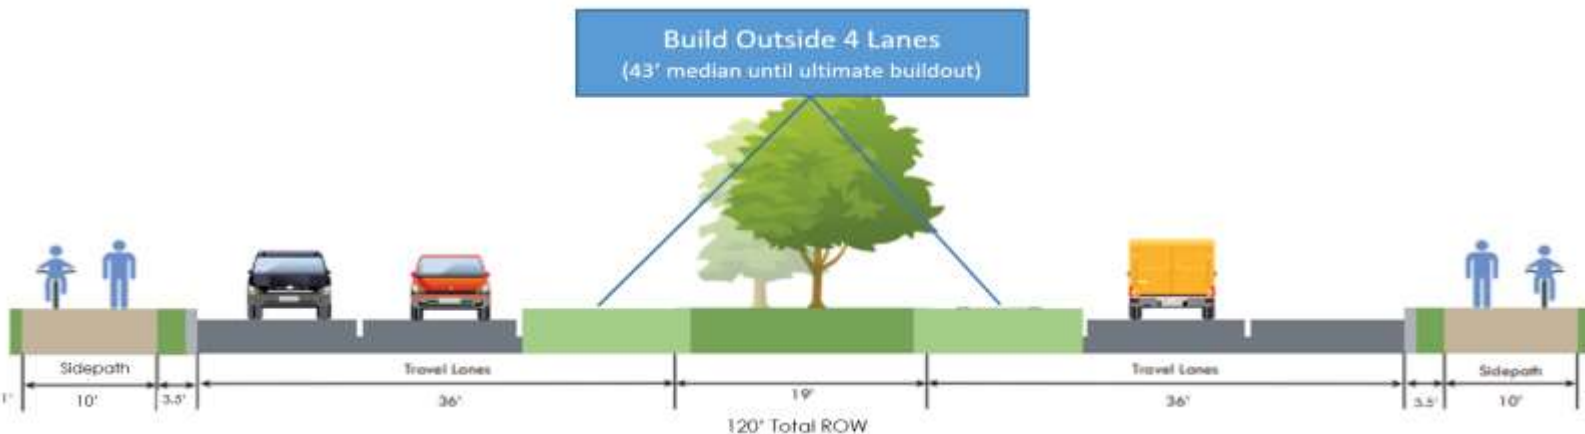 Build Outside 4 Lanes
(43' median until ultimate buildout)
Sidepath
Travel Lanes
Travel Lanes
Sidepath
1'
10'
3.5'
36'
19'
36'
3.5'
10'
120' Total ROW